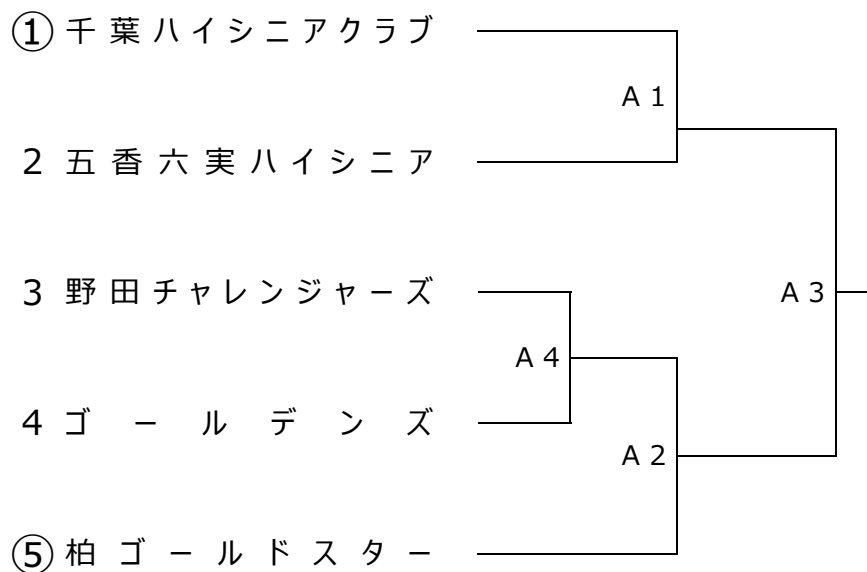 ① 千葉ハイシニアクラブ
A 1
2 五香六実ハイシニア
3 野田チャレンジャーズ
A 3
A 4
4 ゴールデンズ
A 2
⑤ 柏ゴールドスター